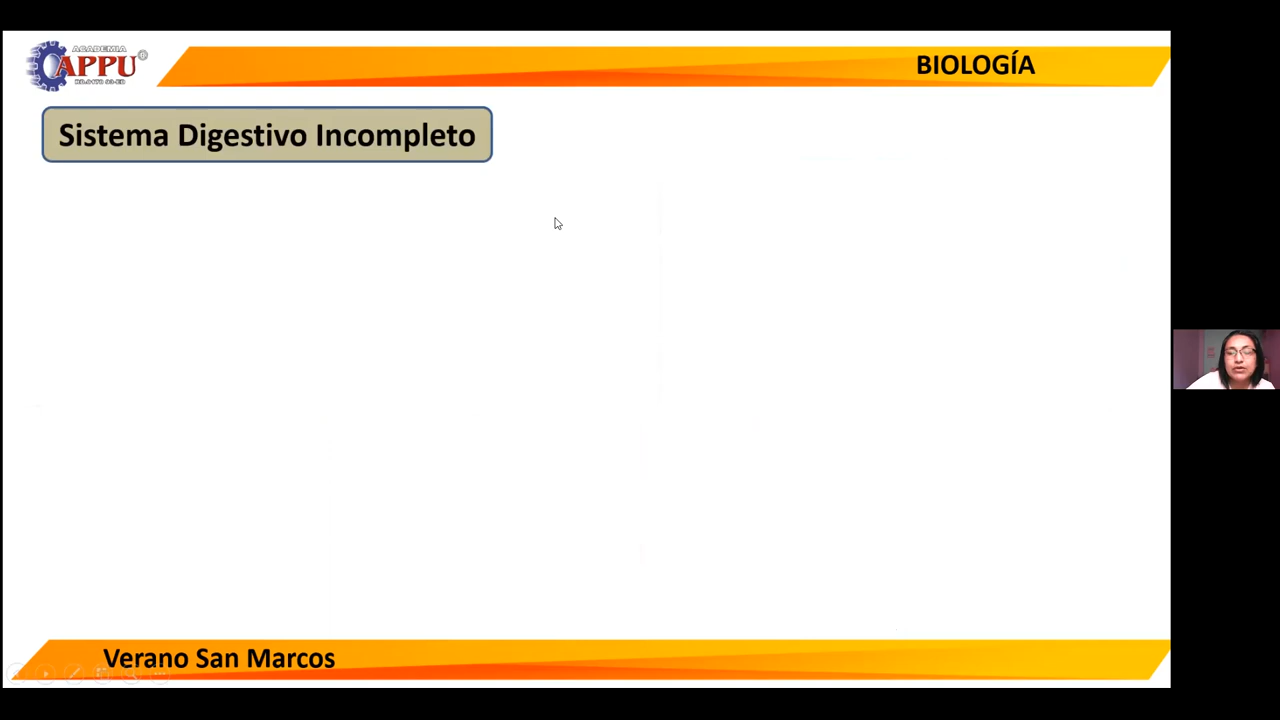 ACADEMIA
APPU
BIOLOGÍA
Sistema Digestivo Incompleto
Verano San Marcos